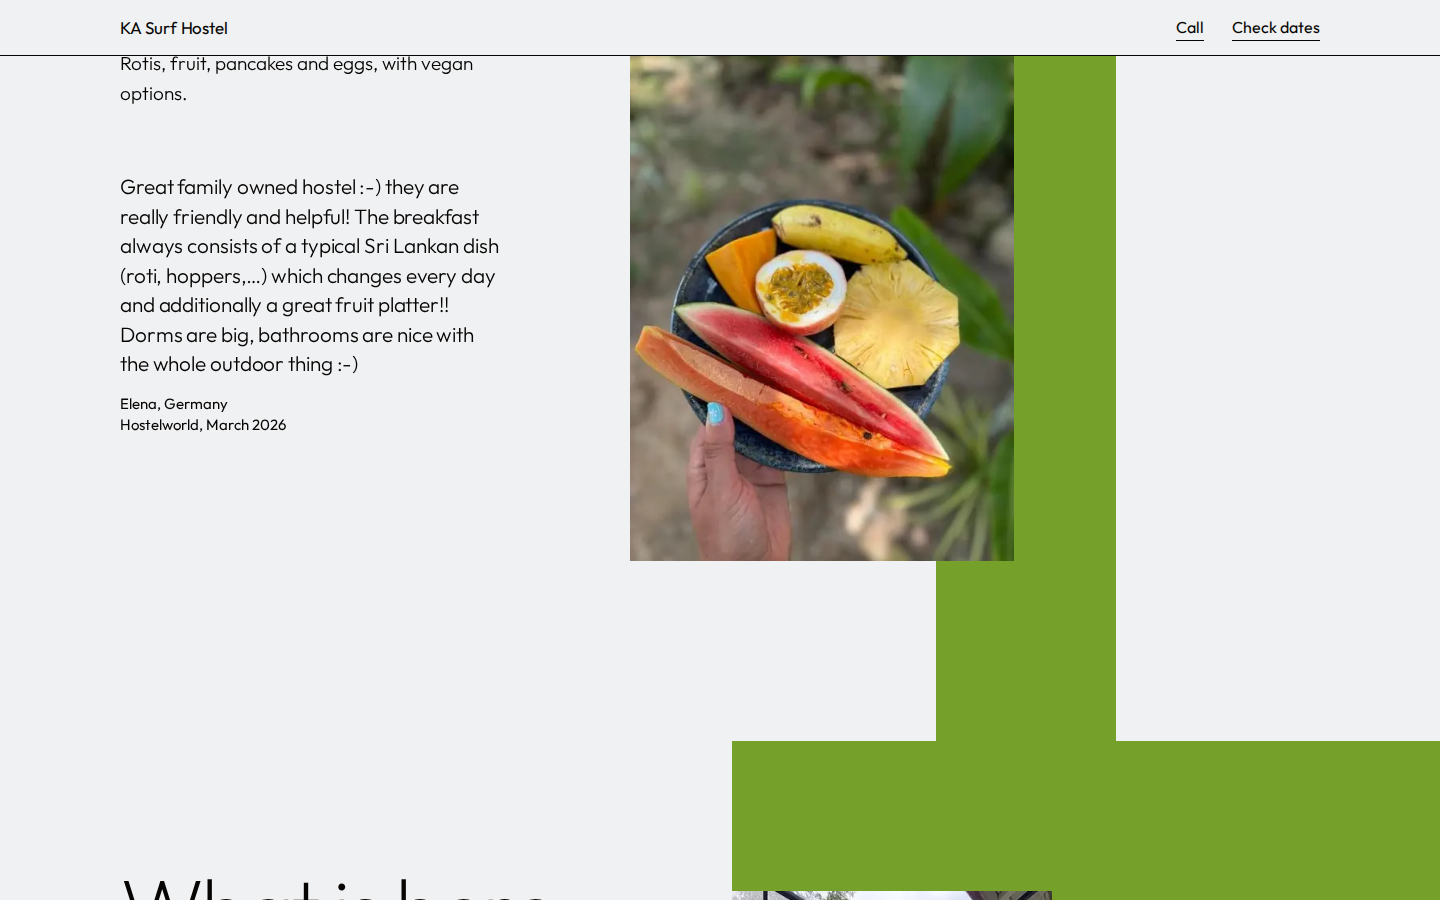 KA Surf Hostel
Call
Check dates
Rotis, fruit, pancakes and eggs, with vegan
options.
Great family owned hostel :-) they are
really friendly and helpful! The breakfast
always consists of a typical Sri Lankan dish
(roti, hoppers,...) which changes every day
and additionally a great fruit platter!!
Dorms are big, bathrooms are nice with
the whole outdoor thing :-)
Elena, Germany
Hostelworld, March 2026
What is here